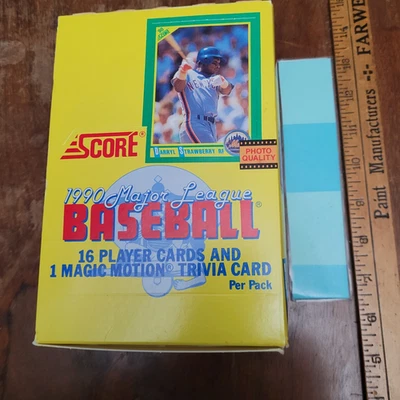 SCORE®
DARRYL STRAWBERRY RF
PHOTO
QUALITY
1990 Major League
BASEBALL®
16 PLAYER CARDS AND
1 MAGIC MOTION® TRIVIA CARD
Per Pack
Paint Manufacturers FARWE